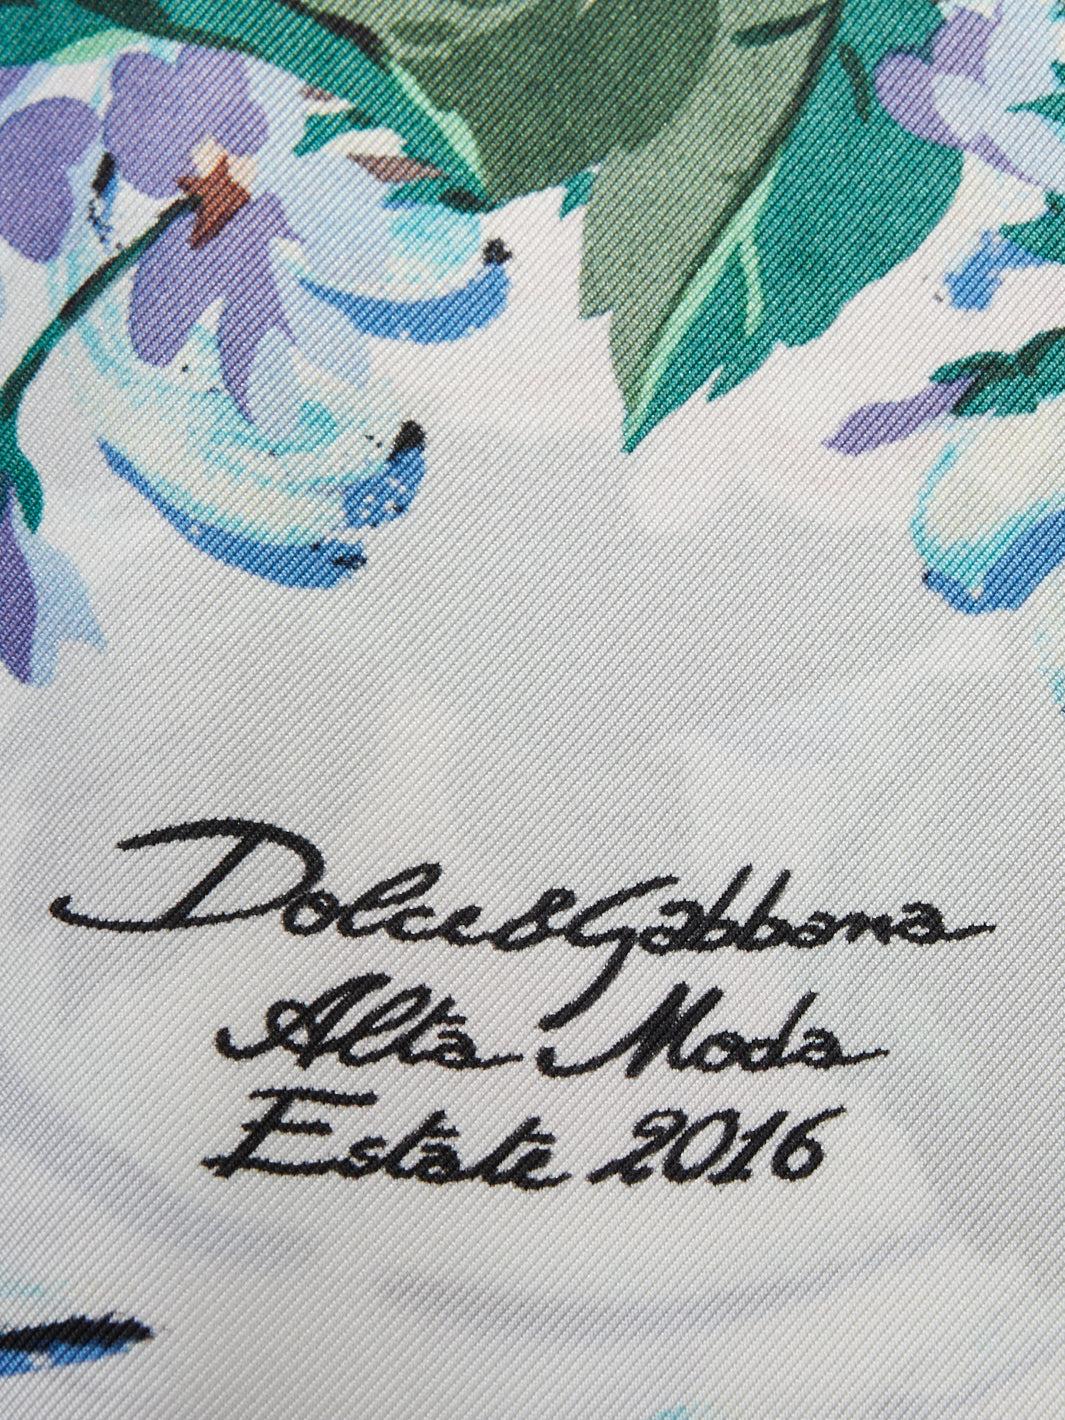 Dolce&Gabbana
Alta Moda
Estate 2016